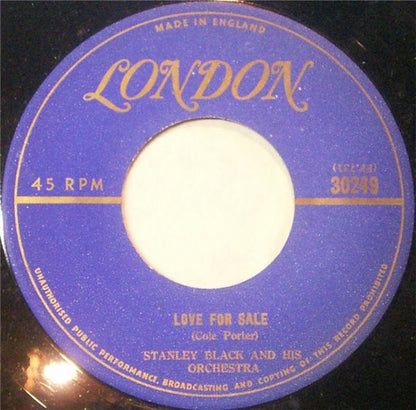 MADE IN ENGLAND
LONDON
45 RPM
30249
LOVE FOR SALE
(Cole Porter)
STANLEY BLACK AND HIS
ORCHESTRA
UNAUTHORISED PUBLIC PERFORMANCE, BROADCASTING AND COPYING OF THIS RECORD PROHIBITED